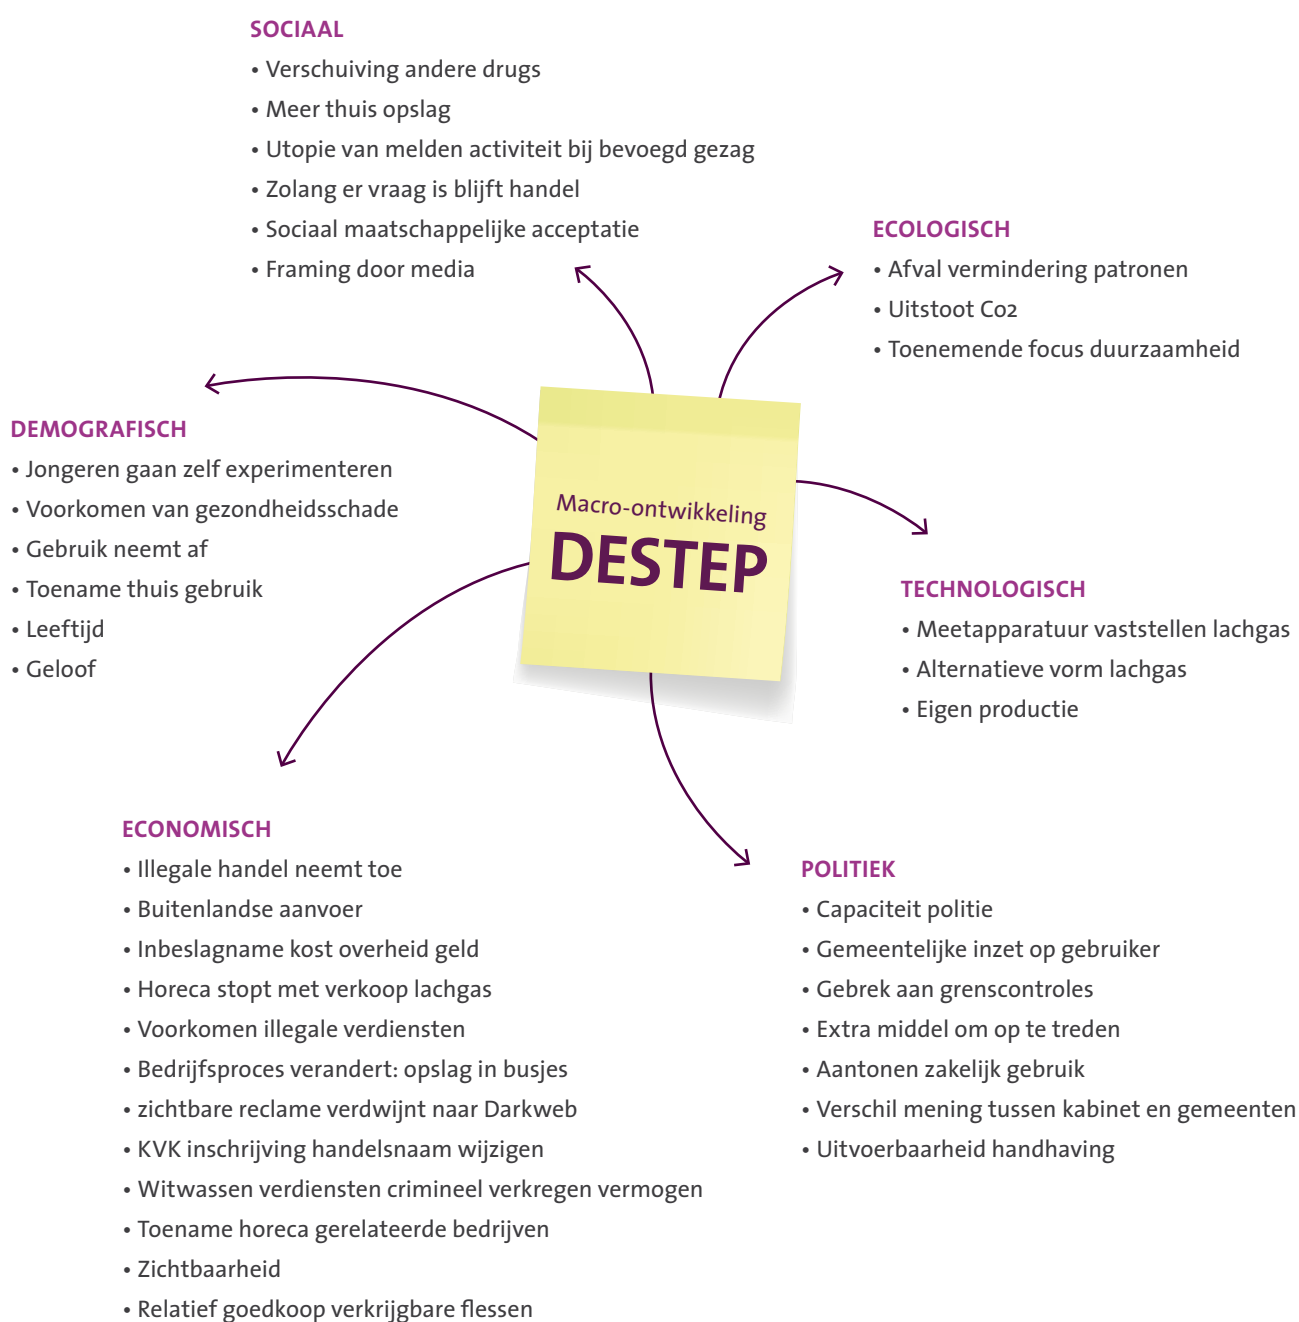 SOCIAAL
• Verschuiving andere drugs
• Meer thuis opslag
• Utopie van melden activiteit bij bevoegd gezag
• Zolang er vraag is blijft handel
• Sociaal maatschappelijke acceptatie
• Framing door media
ECOLOGISCH
• Afval vermindering patronen
• Uitstoot Co2
• Toenemende focus duurzaamheid
DEMOGRAFISCH
• Jongeren gaan zelf experimenteren
• Voorkomen van gezondheidsschade
• Gebruik neemt af
• Toename thuis gebruik
• Leeftijd
• Geloof
Macro-ontwikkeling
DESTEP
TECHNOLOGISCH
• Meetapparatuur vaststellen lachgas
• Alternatieve vorm lachgas
• Eigen productie
ECONOMISCH
• Illegale handel neemt toe
• Buitenlandse aanvoer
• Inbeslagname kost overheid geld
• Horeca stopt met verkoop lachgas
• Voorkomen illegale verdiensten
• Bedrijfsproces verandert: opslag in busjes
• zichtbare reclame verdwijnt naar Darkweb
• KVK inschrijving handelsnaam wijzigen
• Witwassen verdiensten crimineel verkregen vermogen
• Toename horeca gerelateerde bedrijven
• Zichtbaarheid
• Relatief goedkoop verkrijgbare flessen
POLITIEK
• Capaciteit politie
• Gemeentelijke inzet op gebruiker
• Gebrek aan grenscontroles
• Extra middel om op te treden
• Aantonen zakelijk gebruik
• Verschil mening tussen kabinet en gemeenten
• Uitvoerbaarheid handhaving